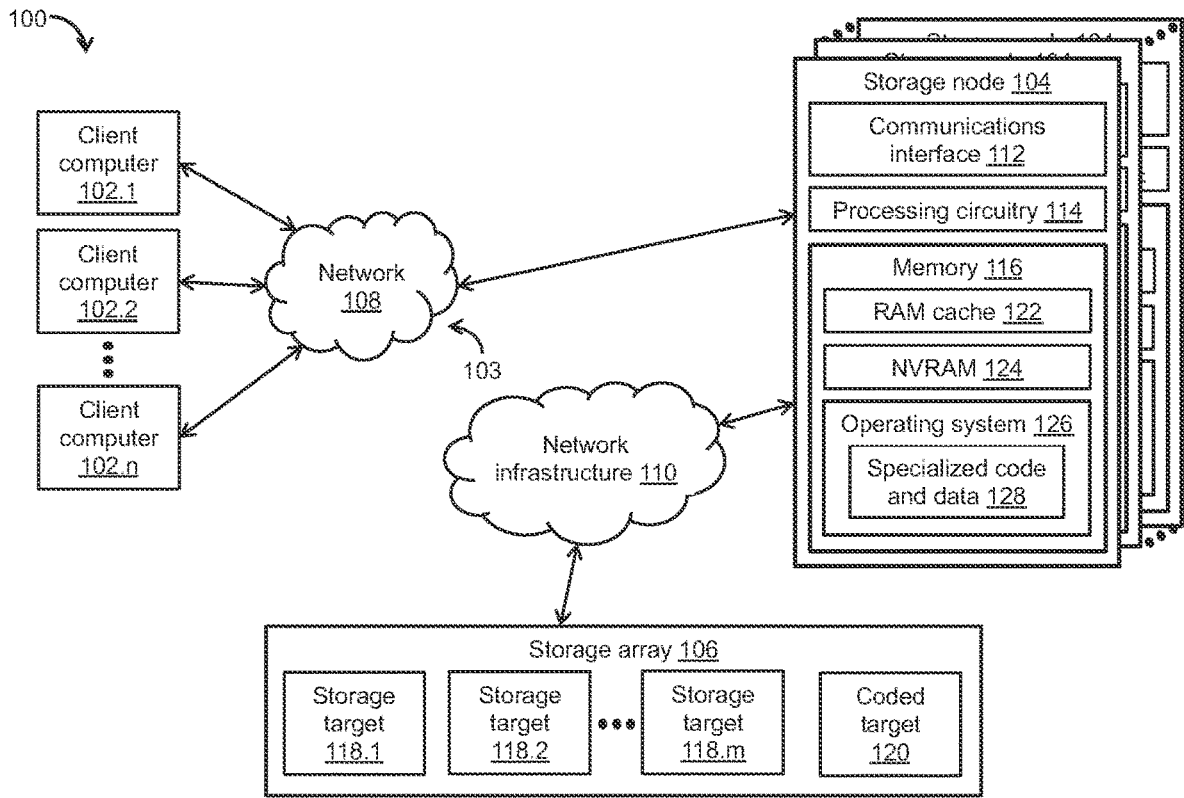 100
Client
computer
102.1
Client
computer
102.2
Client
computer
102.n
Network
108
103
Network
infrastructure 110
Storage node 104
Communications
interface 112
Processing circuitry 114
Memory 116
RAM cache 122
NVRAM 124
Operating system 126
Specialized code
and data 128
Storage array 106
Storage
target
118.1
Storage
target
118.2
Storage
target
118.m
Coded
target
120